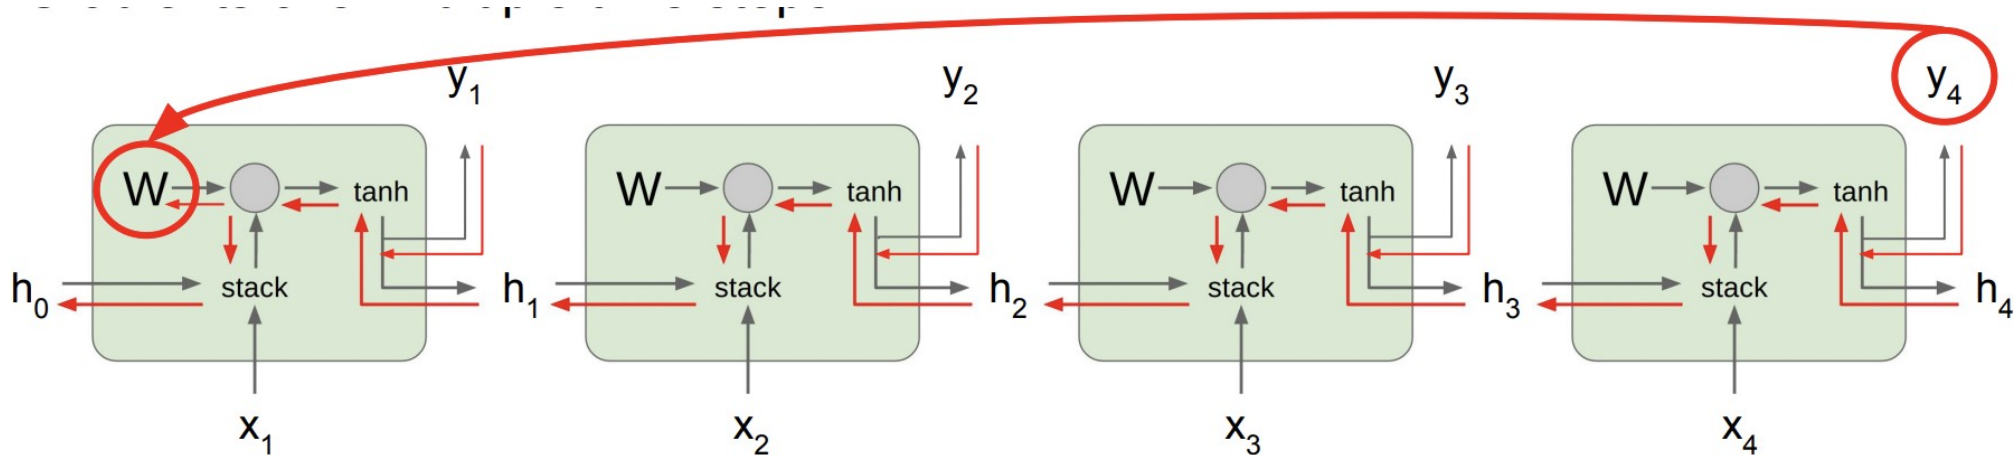 y1 y2 y3 y4
W tanh W tanh W tanh W tanh
h0 stack h1 stack h2 stack h3 stack h4
x1 x2 x3 x4